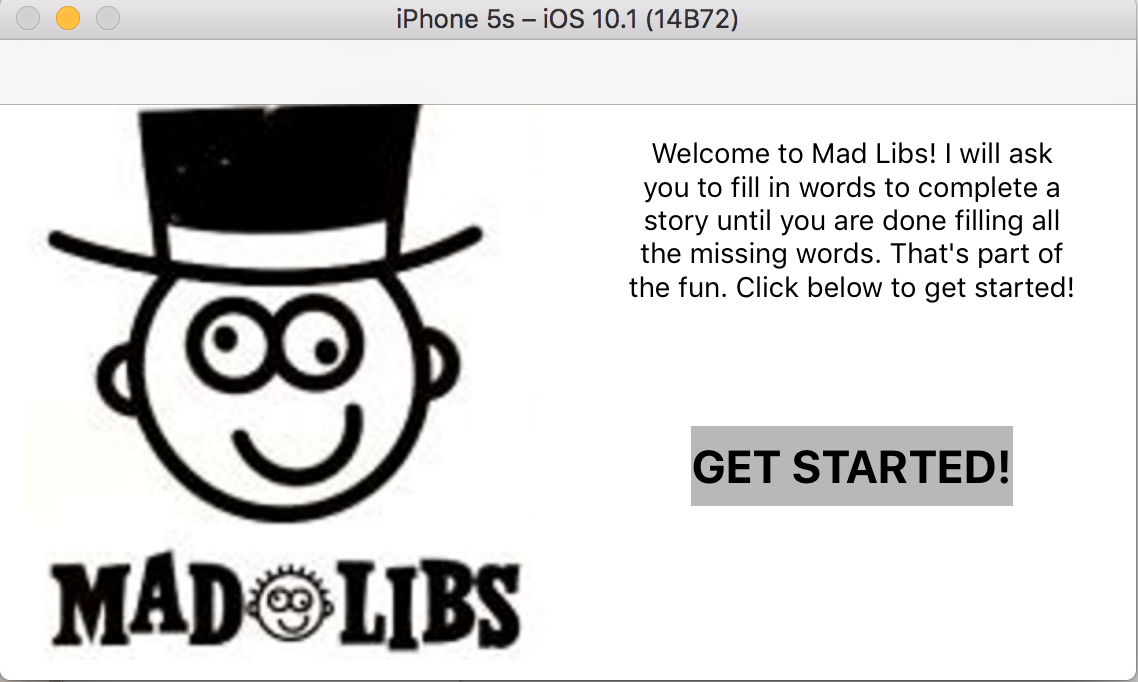 iPhone 5s – iOS 10.1 (14B72)
Welcome to Mad Libs! I will ask
you to fill in words to complete a
story until you are done filling all
the missing words. That's part of
the fun. Click below to get started!
GET STARTED!
MAD LIBS